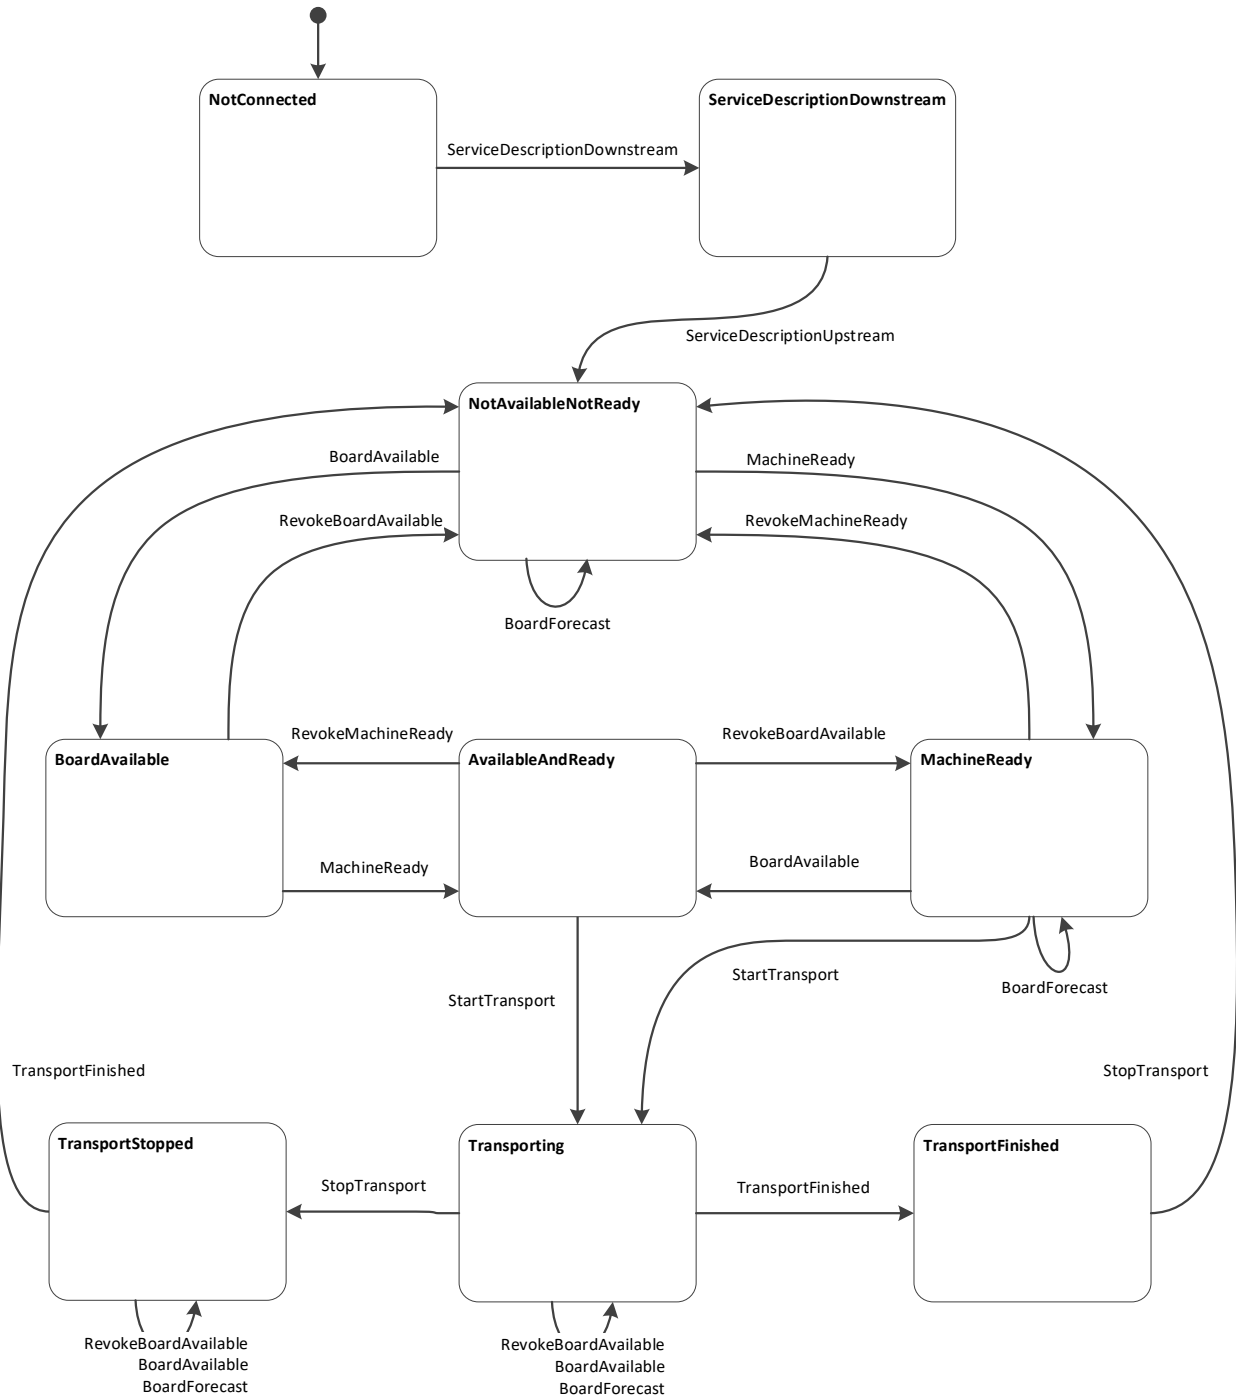 NotConnected
ServiceDescriptionDownstream
ServiceDescriptionDownstream
ServiceDescriptionUpstream
NotAvailableNotReady
BoardAvailable
MachineReady
RevokeBoardAvailable
RevokeMachineReady
BoardForecast
RevokeMachineReady
RevokeBoardAvailable
BoardAvailable
AvailableAndReady
MachineReady
MachineReady
BoardAvailable
StartTransport
StartTransport
BoardForecast
TransportFinished
StopTransport
TransportStopped
Transporting
TransportFinished
StopTransport
TransportFinished
RevokeBoardAvailable
BoardAvailable
BoardForecast
RevokeBoardAvailable
BoardAvailable
BoardForecast